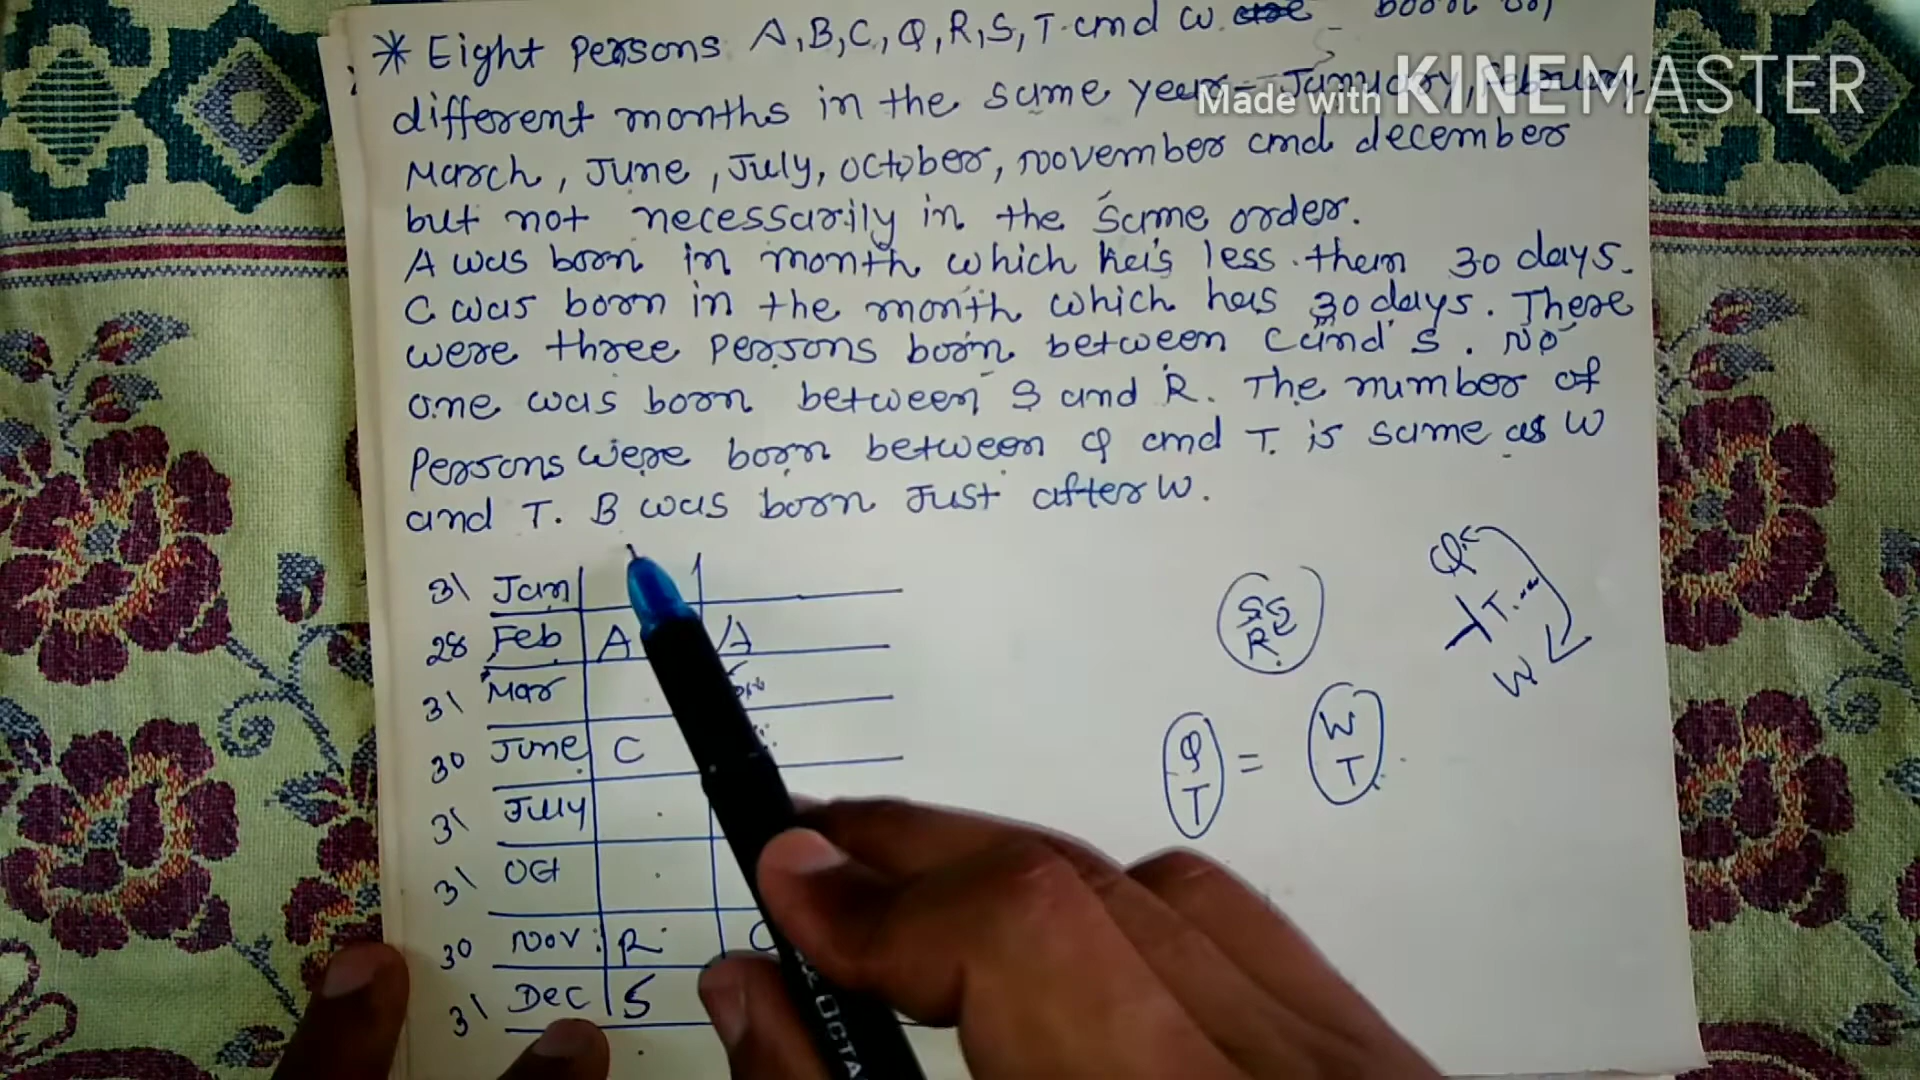 * Eight Persons A, B, C, Q, R, S, T. and W. born on
different months in the same year - January, February,
Made with KINEMASTER
March, June, July, October, november and december
but not necessarily in the same order.
A was born in month which has less than 30 days.
C was born in the month which has 30 days. There
were three Persons born between C and S. No
one was born between S and R. The number of
Persons were born between Q and T. is same as W
and T. B was born Just after W.
31 Jan
28 Feb A A
31 Mar
30 June C
31 July
31 Oct
30 Nov: R C
31 Dec S
S S
R
Q
T
=
W
T
Q
T
W